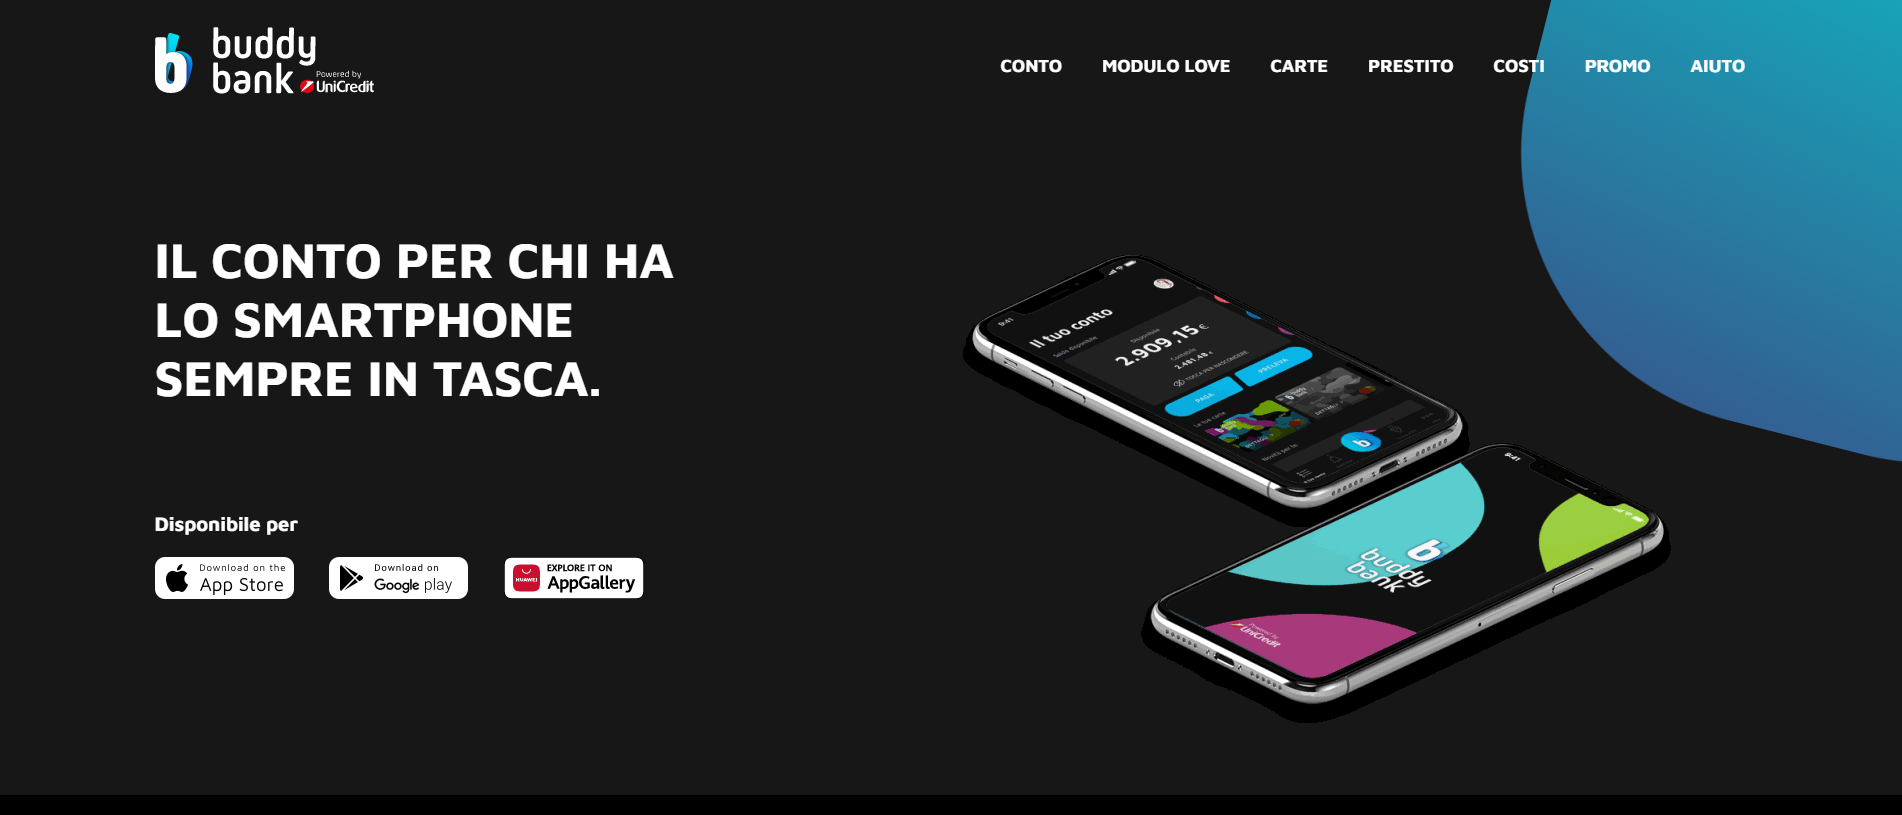 buddy
bank
Powered by
UniCredit
CONTO MODULO LOVE CARTE PRESTITO COSTI PROMO AIUTO
IL CONTO PER CHI HA
LO SMARTPHONE
SEMPRE IN TASCA.
Disponibile per
Download on the
App Store
Download on
Google play
HUAWEI
EXPLORE IT ON
AppGallery
9:41
Il tuo conto
Saldo disponibile
Disponibile
2.909,15 €
Contabile
2.481,48 €
TOCCA PER NASCONDERE
PAGA
PRELEVA
Le tue carte
Novità per te
9:41
buddy
bank
Powered by
UniCredit